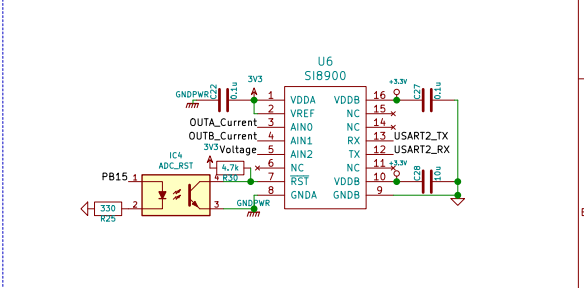 U6
SI8900
GNDPWR
C22
0.1u
3V3
1 VDDA
2 VREF
OUTA_Current 3 AIN0
OUTB_Current 4 AIN1
Voltage 5 AIN2
6 NC
7 RST
8 GNDA
VDDB 16
NC 15
NC 14
RX 13 USART2_TX
TX 12 USART2_RX
NC 11
VDDB 10
GNDB 9
+3.3V
C27
0.1u
+3.3V
C28
10u
3V3
4.7k
R30
IC4
ADC_RST
PB15 1
2
4
3
330
R25
GNDPWR